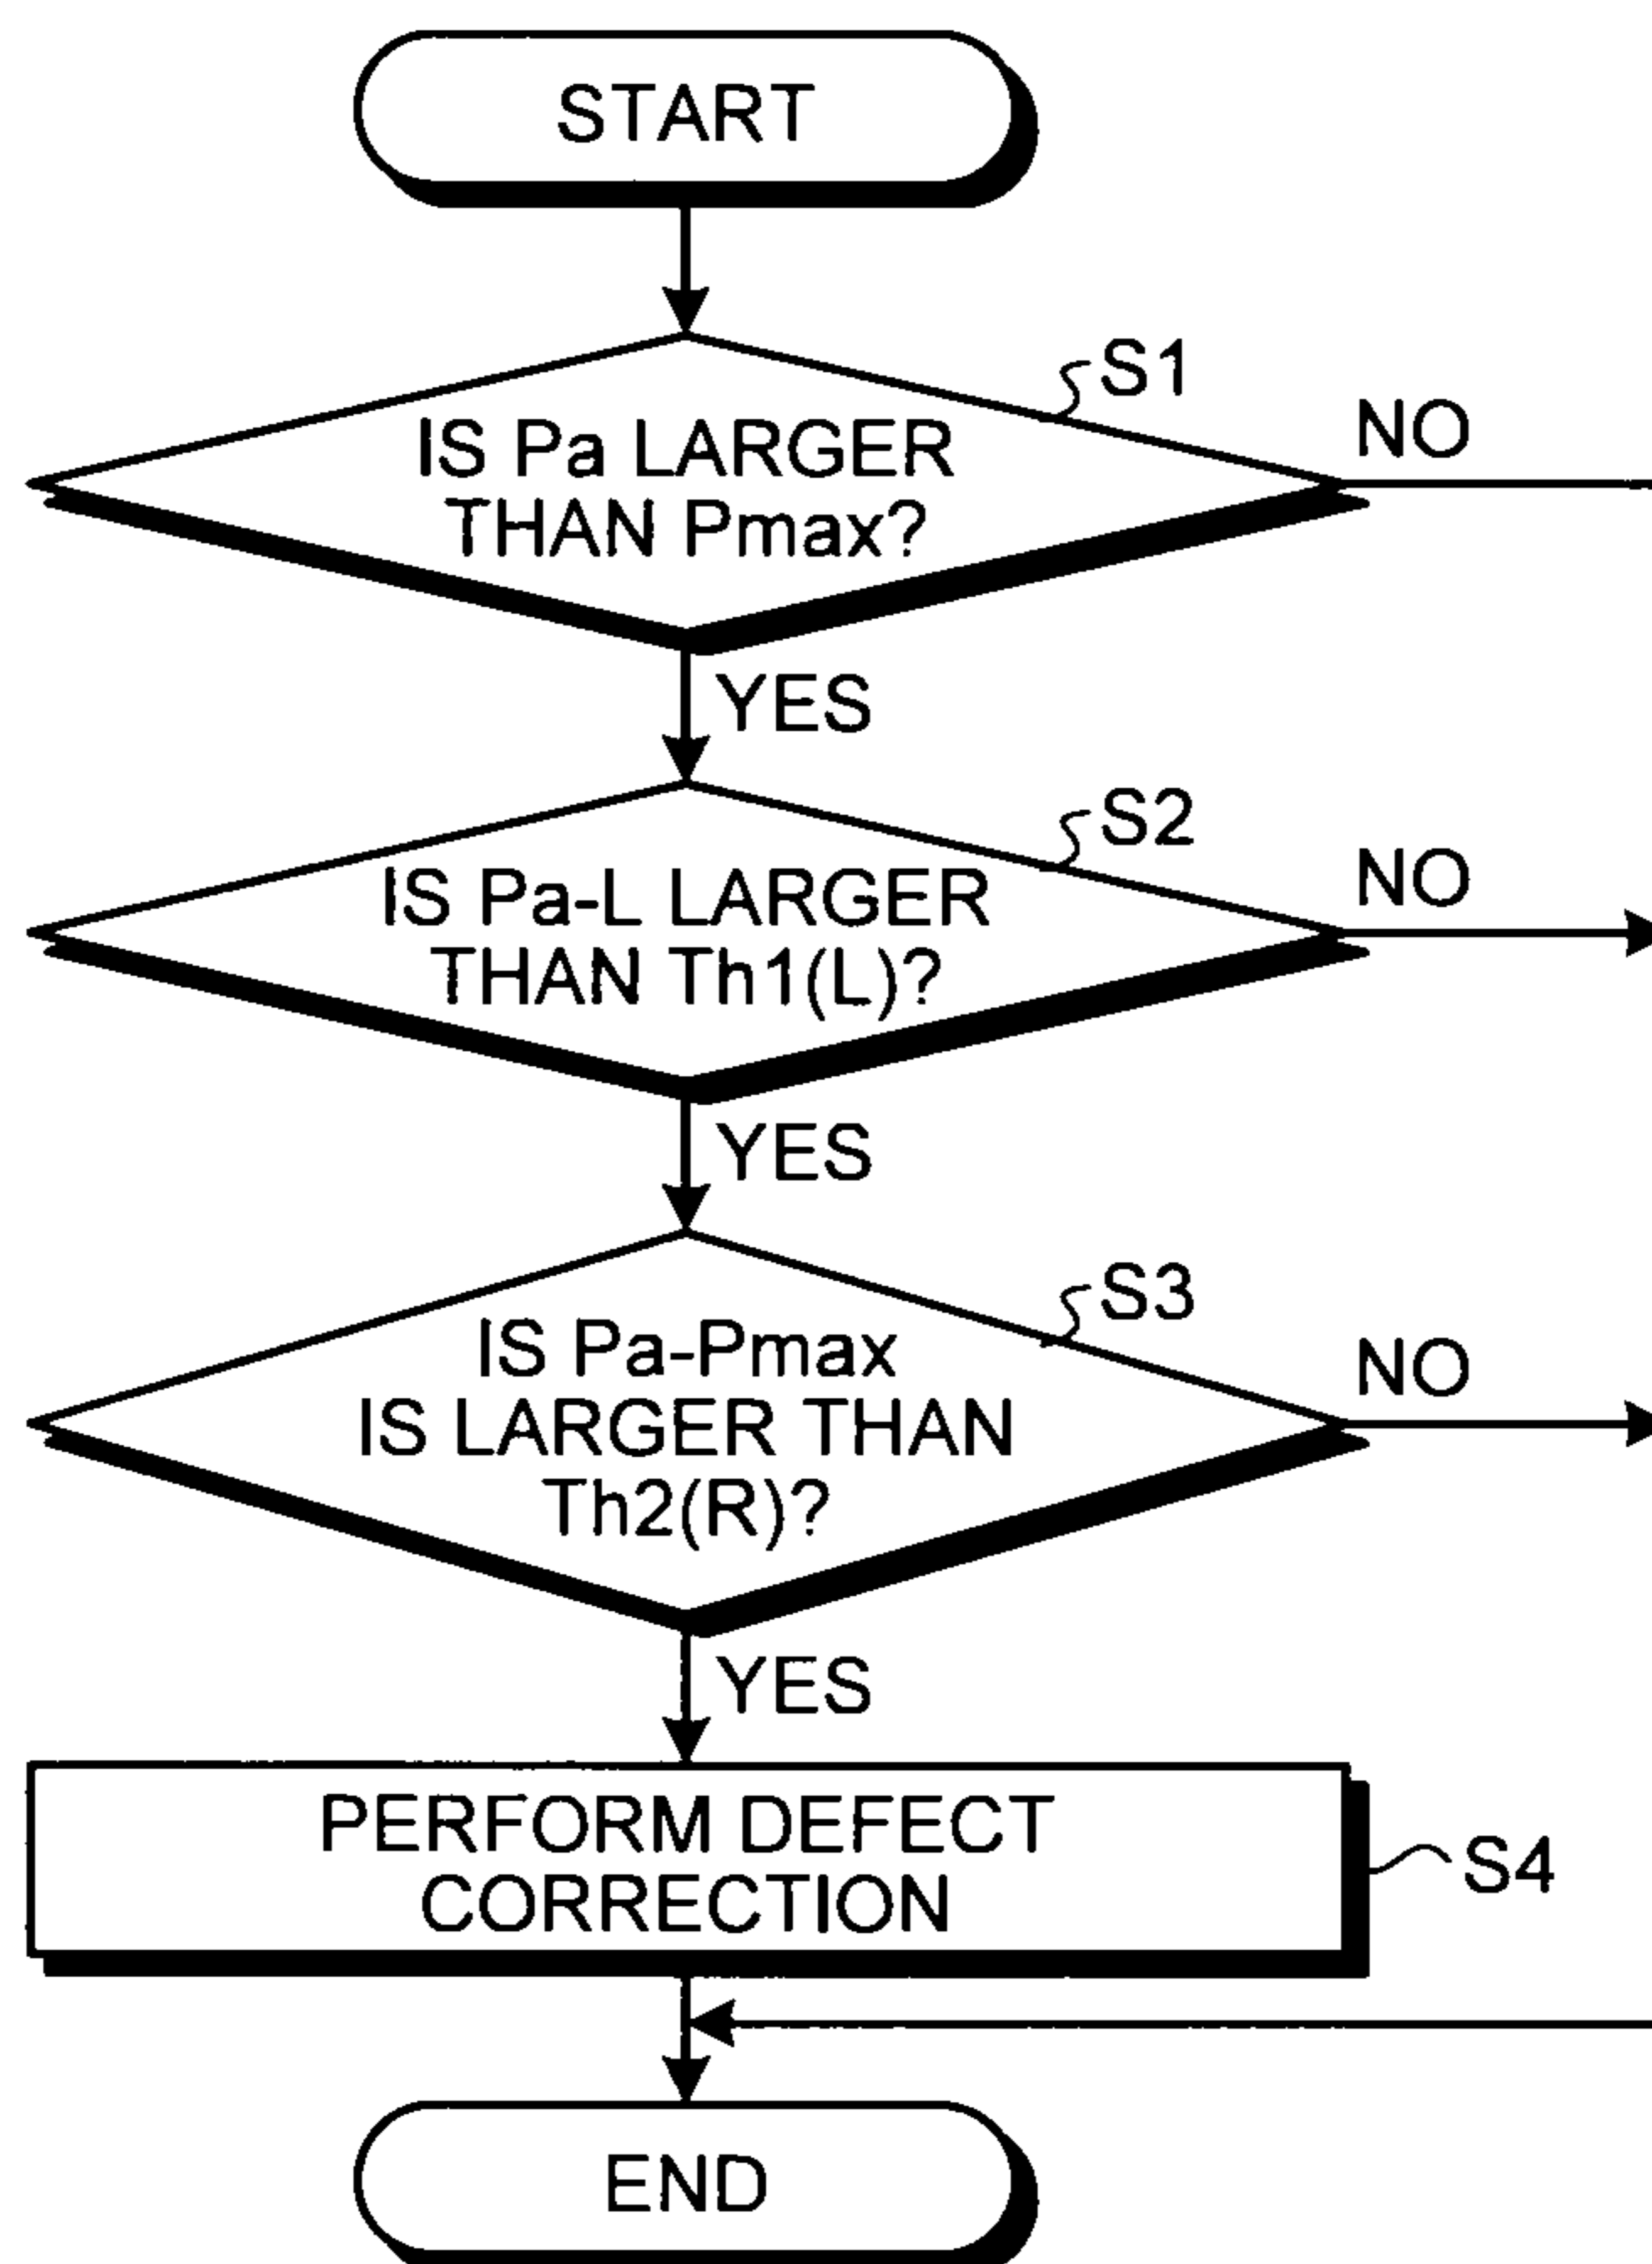 START
S1
NO
IS Pa LARGER
THAN Pmax?
YES
S2
NO
IS Pa-L LARGER
THAN Th1(L)?
YES
S3
NO
IS Pa-Pmax
IS LARGER THAN
Th2(R)?
YES
PERFORM DEFECT
CORRECTION
S4
END